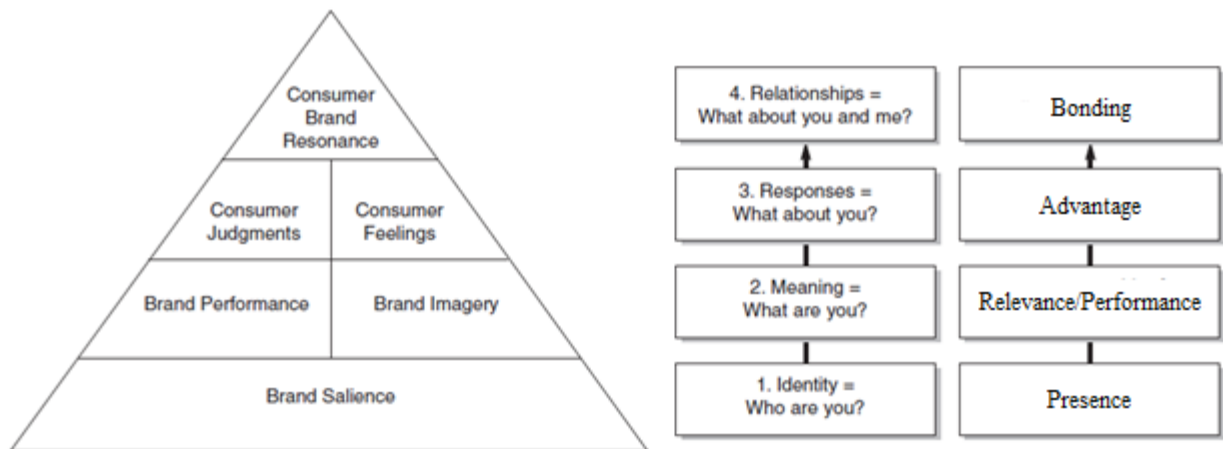 Consumer
Brand
Resonance
Consumer
Judgments
Consumer
Feelings
Brand Performance
Brand Imagery
Brand Salience
4. Relationships =
What about you and me?
3. Responses =
What about you?
2. Meaning =
What are you?
1. Identity =
Who are you?
Bonding
Advantage
Relevance/Performance
Presence